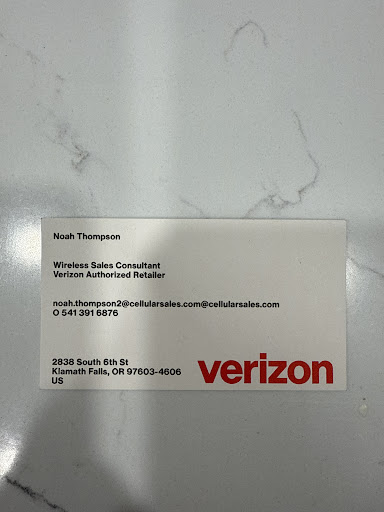 Noah Thompson
Wireless Sales Consultant
Verizon Authorized Retailer
noah.thompson2@cellularsales.com@cellularsales.com
O 541 391 6876
2838 South 6th St
Klamath Falls, OR 97603-4606
US
verizon